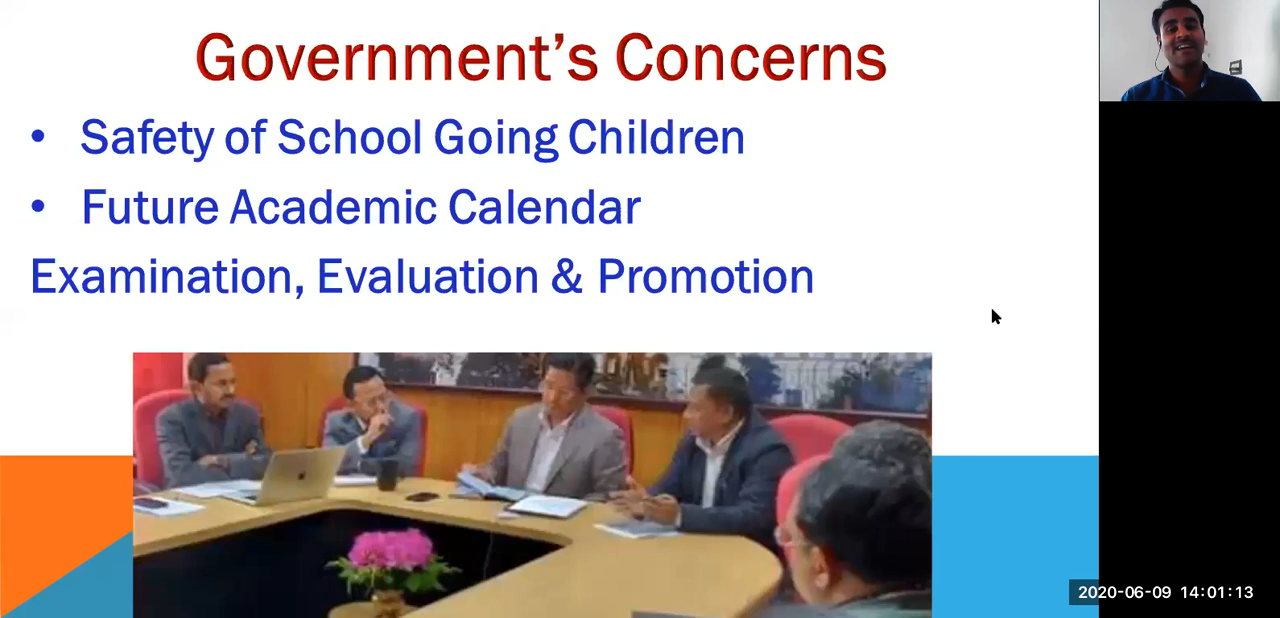 Government's Concerns
• Safety of School Going Children
• Future Academic Calendar
Examination, Evaluation & Promotion
2020-06-09 14:01:13